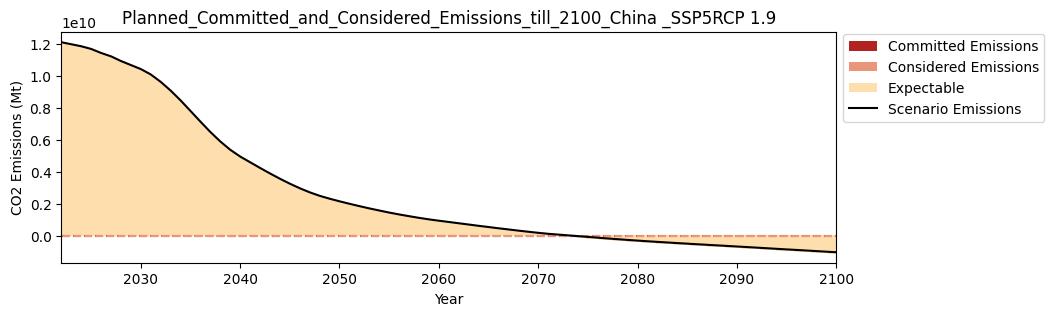 Planned_Committed_and_Considered_Emissions_till_2100_China _SSP5RCP 1.9
1e10
1.2
1.0
0.8
0.6
0.4
0.2
0.0
CO2 Emissions (Mt)
2030 2040 2050 2060 2070 2080 2090 2100
Year
Committed Emissions
Considered Emissions
Expectable
Scenario Emissions